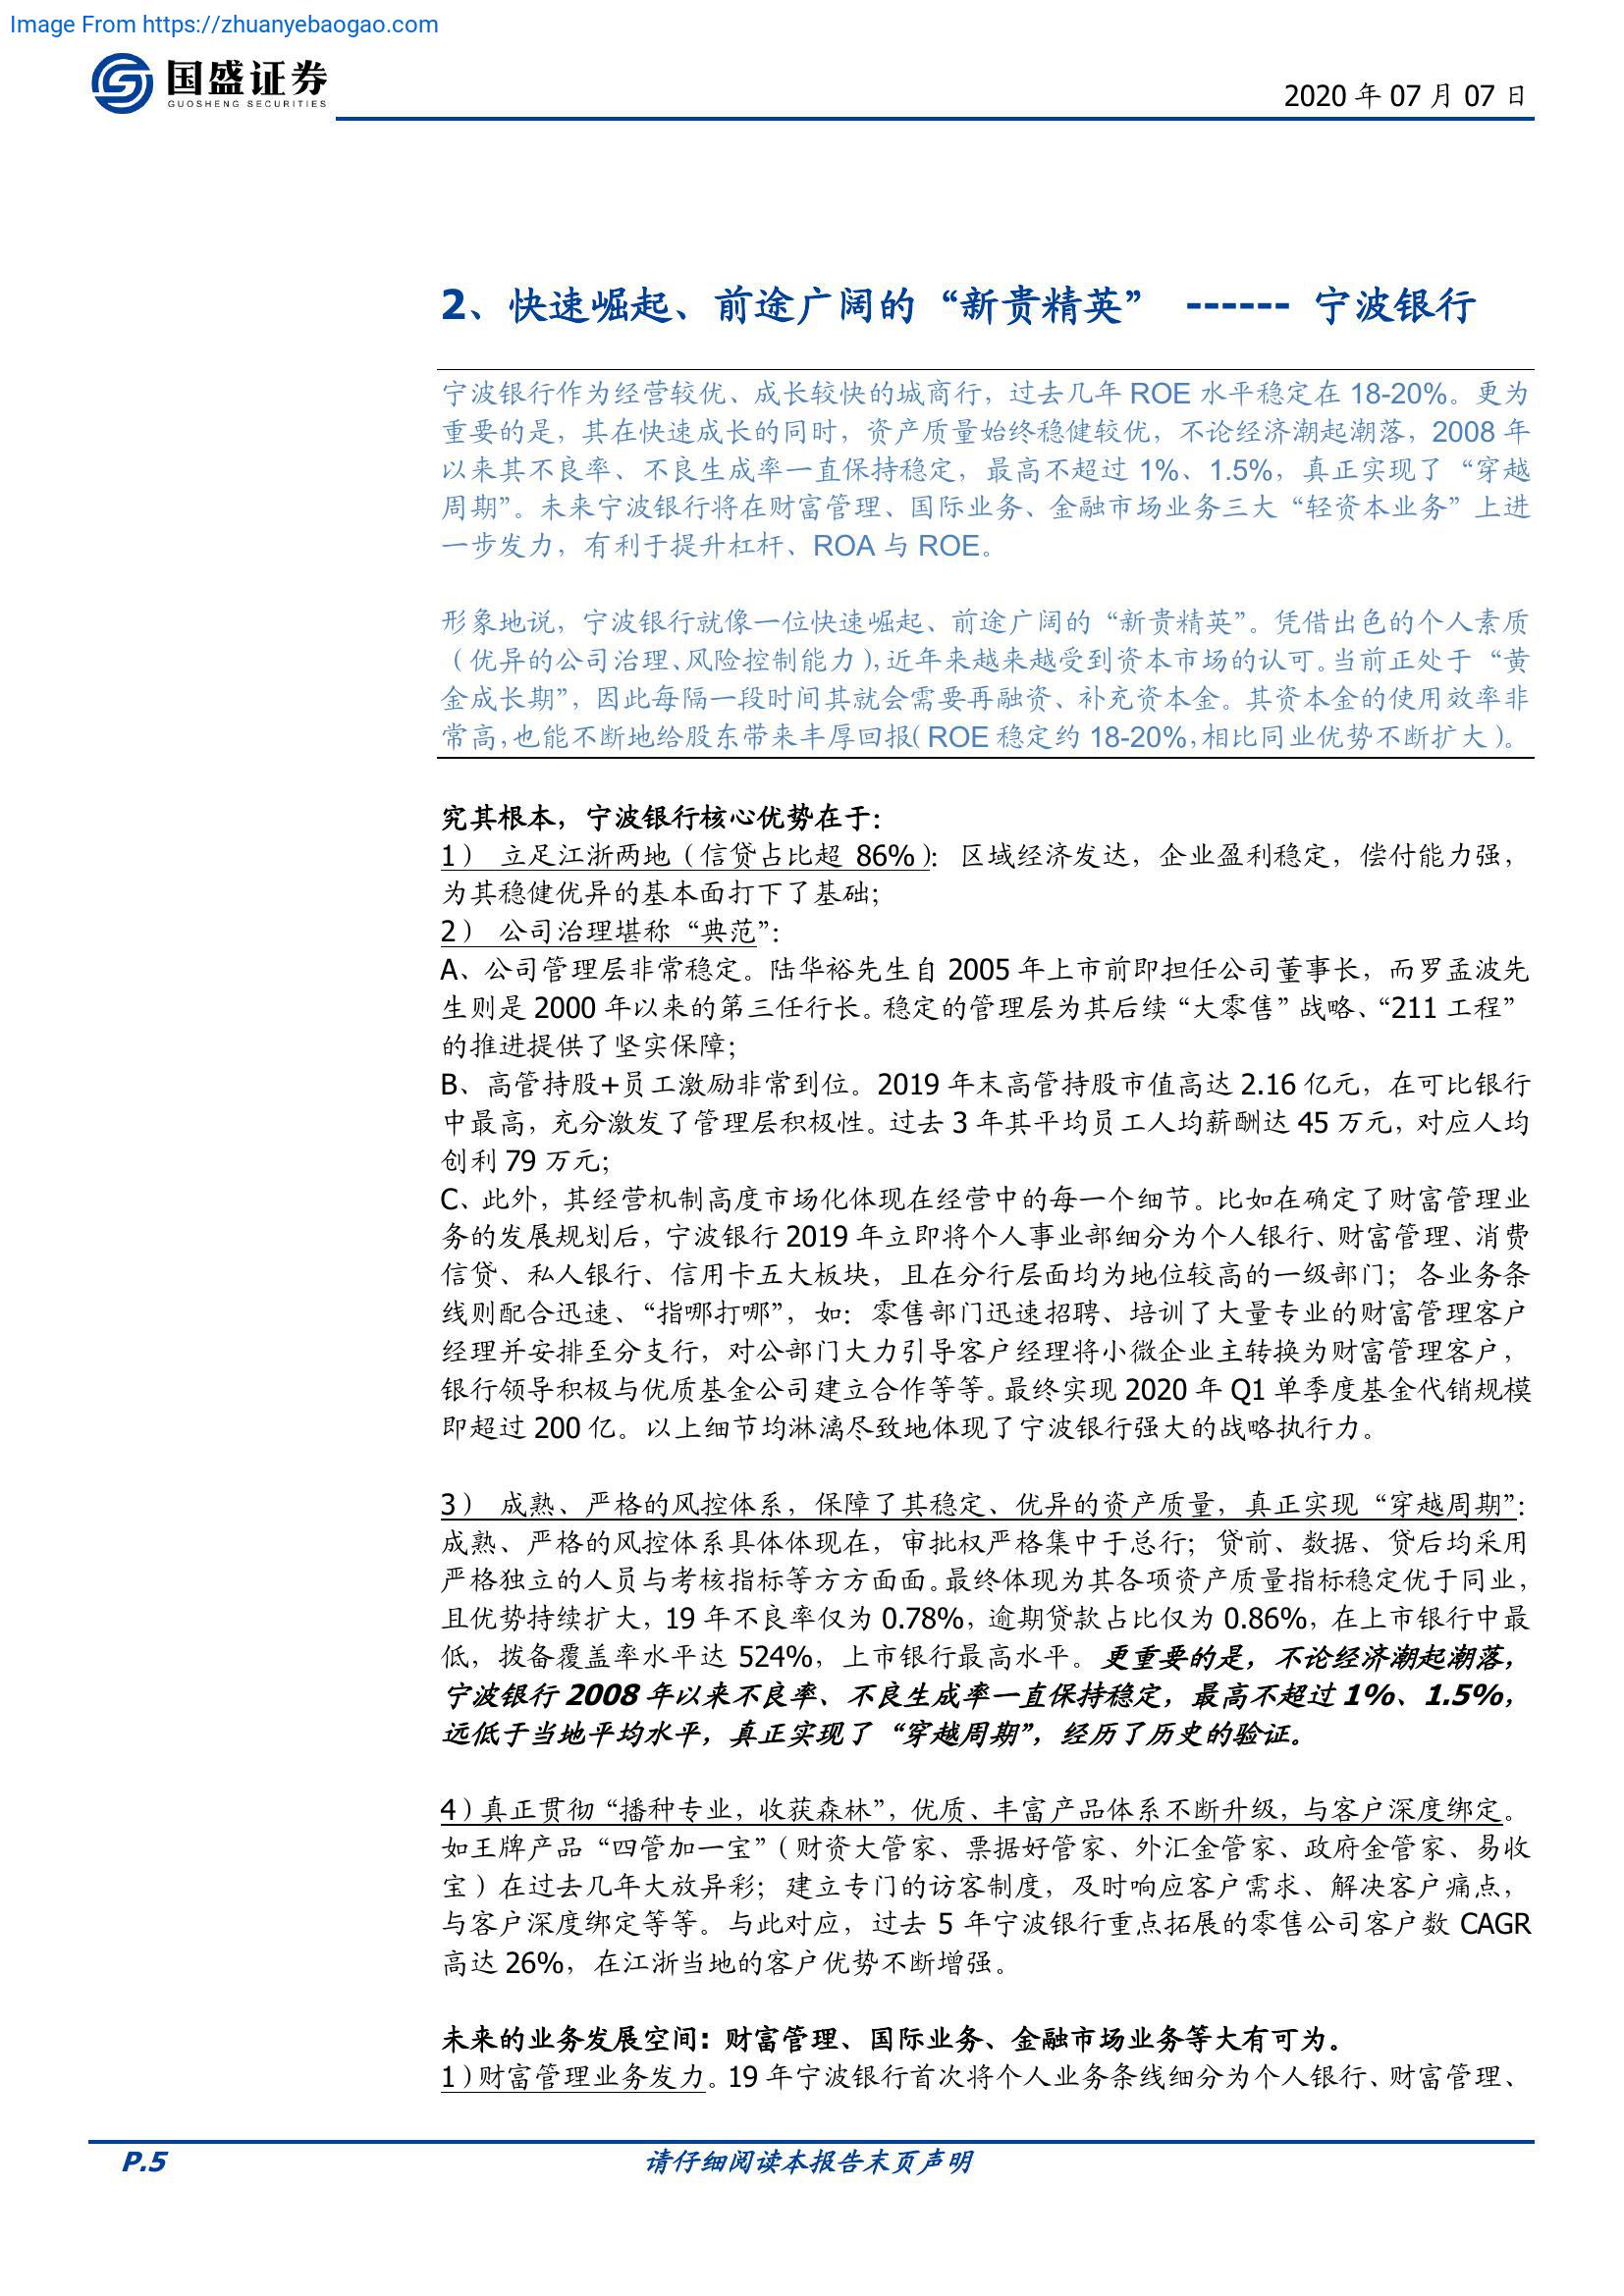 Image From https://zhuanyebaogao.com
国盛证券
GUOSHENG SECURITIES
2020 年 07 月 07 日
2、快速崛起、前途广阔的“新贵精英” ------ 宁波银行
宁波银行作为经营较优、成长较快的城商行，过去几年 ROE 水平稳定在 18-20%。更为
重要的是，其在快速成长的同时，资产质量始终稳健较优，不论经济潮起潮落，2008 年
以来其不良率、不良生成率一直保持稳定，最高不超过 1%、1.5%，真正实现了“穿越
周期”。未来宁波银行将在财富管理、国际业务、金融市场业务三大“轻资本业务”上进
一步发力，有利于提升杠杆、ROA 与 ROE。
形象地说，宁波银行就像一位快速崛起、前途广阔的“新贵精英”。凭借出色的个人素质
（优异的公司治理、风险控制能力），近年来越来越受到资本市场的认可。当前正处于“黄
金成长期”，因此每隔一段时间其就会需要再融资、补充资本金。其资本金的使用效率非
常高，也能不断地给股东带来丰厚回报（ROE 稳定约 18-20%，相比同业优势不断扩大）。
究其根本，宁波银行核心优势在于：
1） 立足江浙两地（信贷占比超 86%）：区域经济发达，企业盈利稳定，偿付能力强，
为其稳健优异的基本面打下了基础；
2） 公司治理堪称“典范”：
A、公司管理层非常稳定。陆华裕先生自 2005 年上市前即担任公司董事长，而罗孟波先
生则是 2000 年以来的第三任行长。稳定的管理层为其后续“大零售”战略、“211 工程”
的推进提供了坚实保障；
B、高管持股+员工激励非常到位。2019 年末高管持股市值高达 2.16 亿元，在可比银行
中最高，充分激发了管理层积极性。过去 3 年其平均员工人均薪酬达 45 万元，对应人均
创利 79 万元；
C、此外，其经营机制高度市场化体现在经营中的每一个细节。比如在确定了财富管理业
务的发展规划后，宁波银行 2019 年立即将个人事业部细分为个人银行、财富管理、消费
信贷、私人银行、信用卡五大板块，且在分行层面均为地位较高的一级部门；各业务条
线则配合迅速、“指哪打哪”，如：零售部门迅速招聘、培训了大量专业的财富管理客户
经理并安排至分支行，对公部门大力引导客户经理将小微企业主转换为财富管理客户，
银行领导积极与优质基金公司建立合作等等。最终实现 2020 年 Q1 单季度基金代销规模
即超过 200 亿。以上细节均淋漓尽致地体现了宁波银行强大的战略执行力。
3） 成熟、严格的风控体系，保障了其稳定、优异的资产质量，真正实现“穿越周期”：
成熟、严格的风控体系具体体现在，审批权严格集中于总行；贷前、数据、贷后均采用
严格独立的人员与考核指标等方方面面。最终体现为其各项资产质量指标稳定优于同业，
且优势持续扩大，19 年不良率仅为 0.78%，逾期贷款占比仅为 0.86%，在上市银行中最
低，拨备覆盖率水平达 524%，上市银行最高水平。更重要的是，不论经济潮起潮落，
宁波银行 2008 年以来不良率、不良生成率一直保持稳定，最高不超过 1%、1.5%，
远低于当地平均水平，真正实现了“穿越周期”，经历了历史的验证。
4）真正贯彻“播种专业，收获森林”，优质、丰富产品体系不断升级，与客户深度绑定。
如王牌产品“四管加一宝”（财资大管家、票据好管家、外汇金管家、政府金管家、易收
宝）在过去几年大放异彩；建立专门的访客制度，及时响应客户需求、解决客户痛点，
与客户深度绑定等等。与此对应，过去 5 年宁波银行重点拓展的零售公司客户数 CAGR
高达 26%，在江浙当地的客户优势不断增强。
未来的业务发展空间：财富管理、国际业务、金融市场业务等大有可为。
1）财富管理业务发力。19 年宁波银行首次将个人业务条线细分为个人银行、财富管理、
P.5
请仔细阅读本报告末页声明